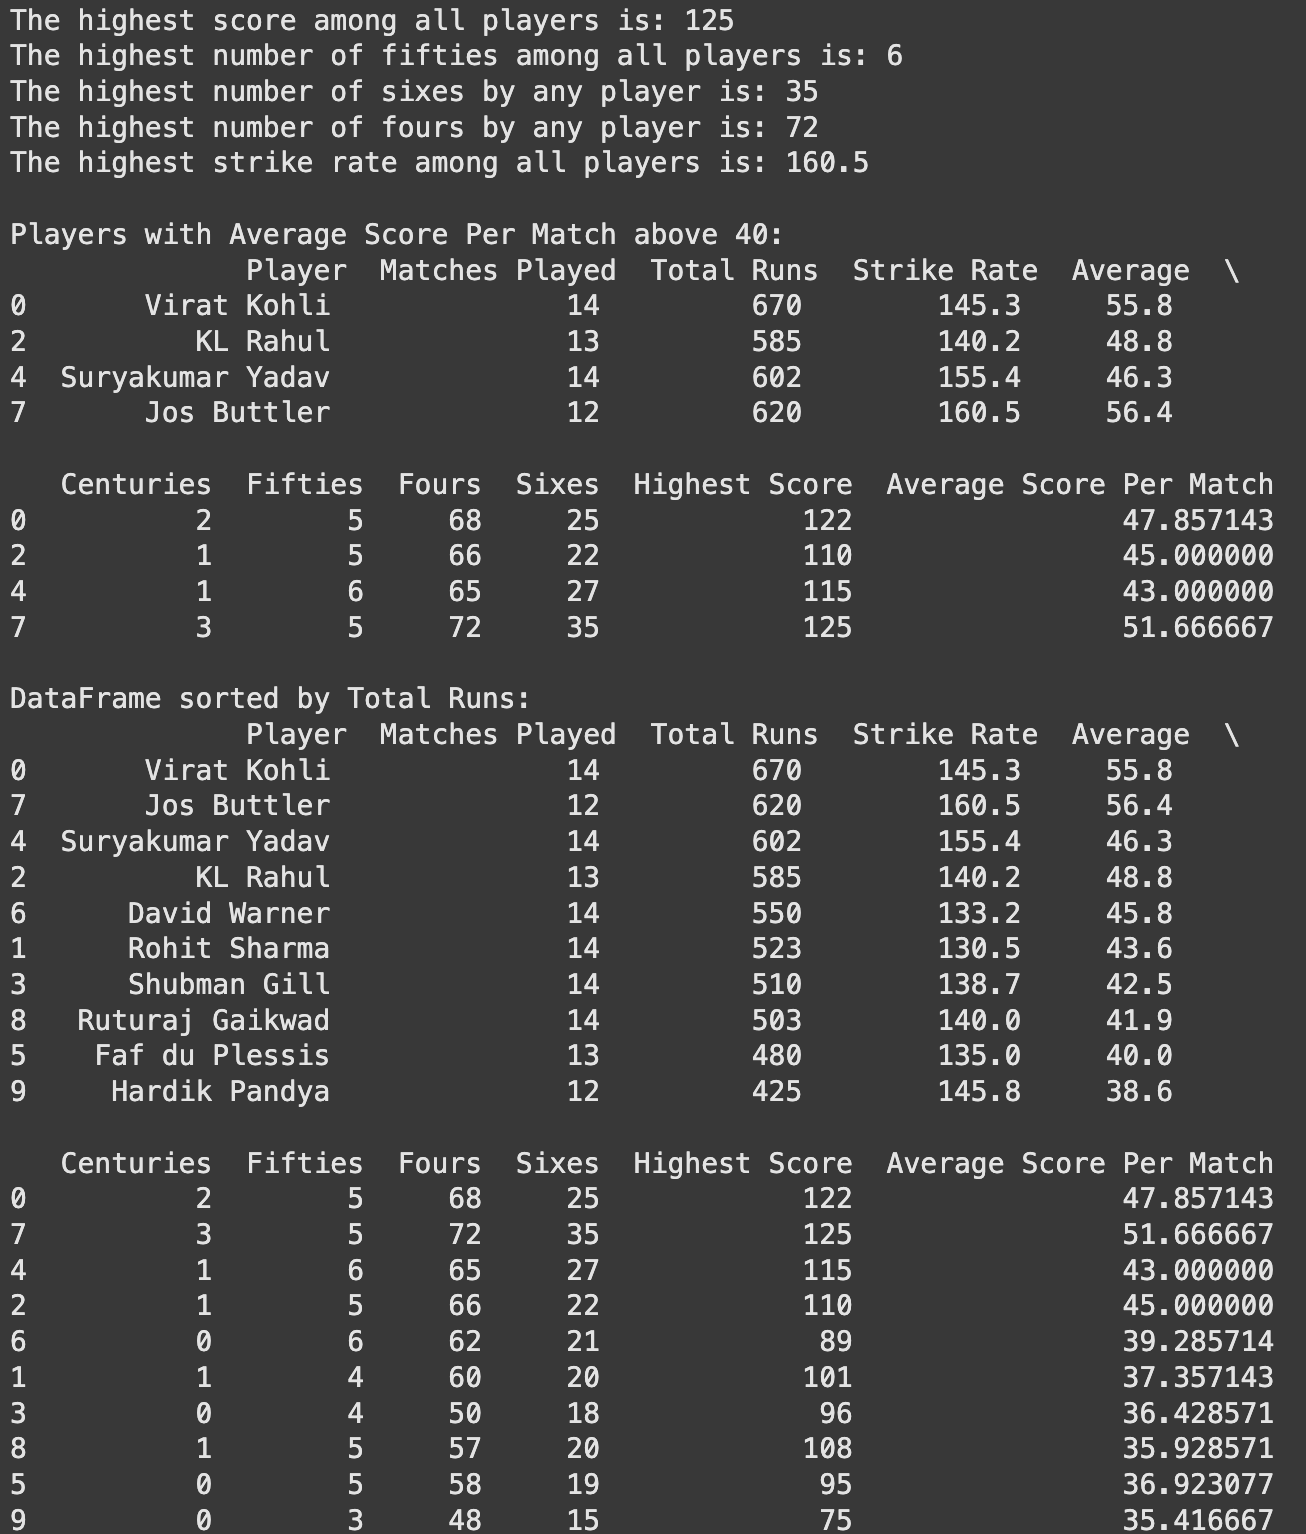 The highest score among all players is: 125
The highest number of fifties among all players is: 6
The highest number of sixes by any player is: 35
The highest number of fours by any player is: 72
The highest strike rate among all players is: 160.5
Players with Average Score Per Match above 40:
Player Matches Played Total Runs Strike Rate Average \
0 Virat Kohli 14 670 145.3 55.8
2 KL Rahul 13 585 140.2 48.8
4 Suryakumar Yadav 14 602 155.4 46.3
7 Jos Buttler 12 620 160.5 56.4
Centuries Fifties Fours Sixes Highest Score Average Score Per Match
0 2 5 68 25 122 47.857143
2 1 5 66 22 110 45.000000
4 1 6 65 27 115 43.000000
7 3 5 72 35 125 51.666667
DataFrame sorted by Total Runs:
Player Matches Played Total Runs Strike Rate Average \
0 Virat Kohli 14 670 145.3 55.8
7 Jos Buttler 12 620 160.5 56.4
4 Suryakumar Yadav 14 602 155.4 46.3
2 KL Rahul 13 585 140.2 48.8
6 David Warner 14 550 133.2 45.8
1 Rohit Sharma 14 523 130.5 43.6
3 Shubman Gill 14 510 138.7 42.5
8 Ruturaj Gaikwad 14 503 140.0 41.9
5 Faf du Plessis 13 480 135.0 40.0
9 Hardik Pandya 12 425 145.8 38.6
Centuries Fifties Fours Sixes Highest Score Average Score Per Match
0 2 5 68 25 122 47.857143
7 3 5 72 35 125 51.666667
4 1 6 65 27 115 43.000000
2 1 5 66 22 110 45.000000
6 0 6 62 21 89 39.285714
1 1 4 60 20 101 37.357143
3 0 4 50 18 96 36.428571
8 1 5 57 20 108 35.928571
5 0 5 58 19 95 36.923077
9 0 3 48 15 75 35.416667